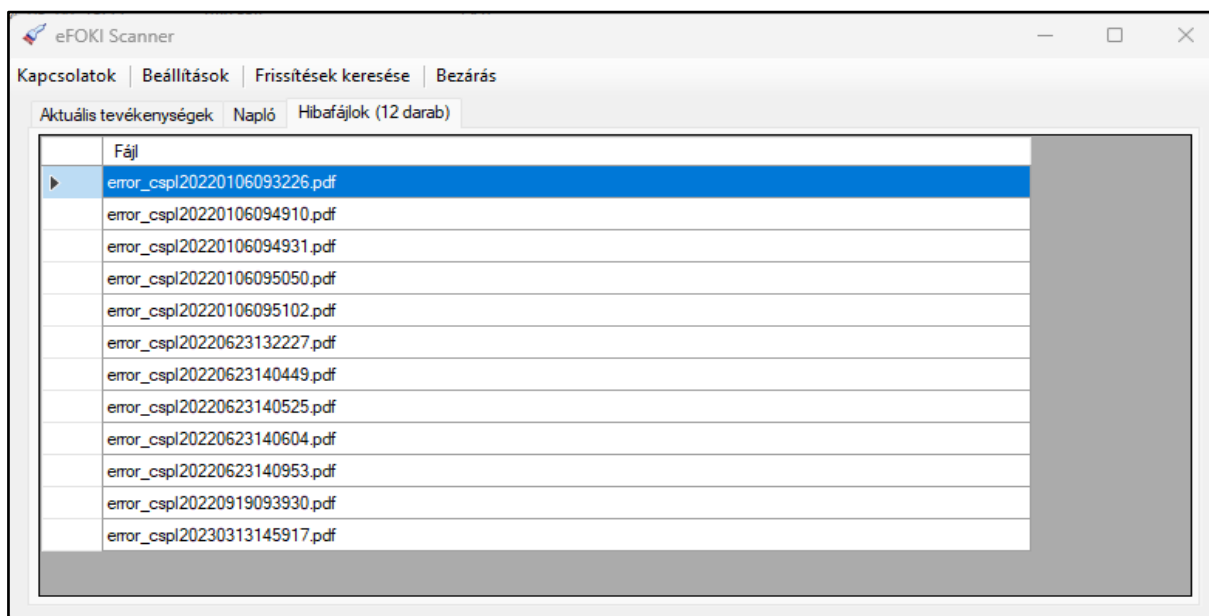 eFOKI Scanner
Kapcsolatok Beállítások Frissítések keresése Bezárás
Aktuális tevékenységek Napló Hibafájlok (12 darab)
Fájl
error_cspl20220106093226.pdf
error_cspl20220106094910.pdf
error_cspl20220106094931.pdf
error_cspl20220106095050.pdf
error_cspl20220106095102.pdf
error_cspl20220623132227.pdf
error_cspl20220623140449.pdf
error_cspl20220623140525.pdf
error_cspl20220623140604.pdf
error_cspl20220623140953.pdf
error_cspl20220919093930.pdf
error_cspl20230313145917.pdf